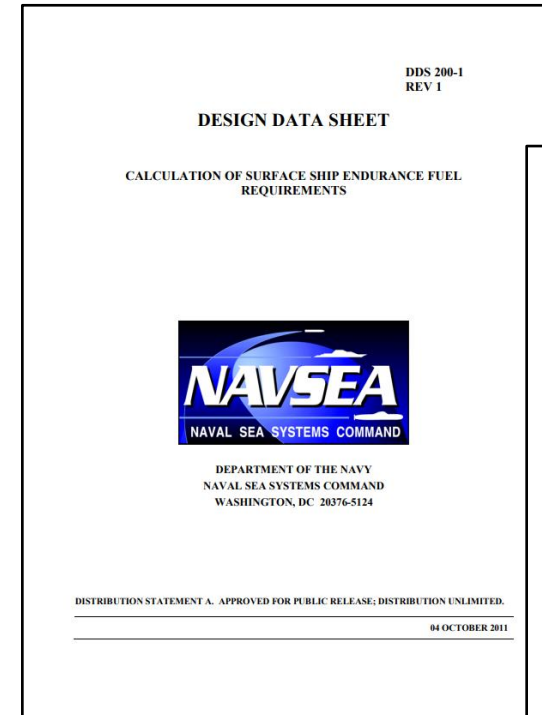 DDS 200-1
REV 1
DESIGN DATA SHEET
CALCULATION OF SURFACE SHIP ENDURANCE FUEL
REQUIREMENTS
NAVSEA
NAVAL SEA SYSTEMS COMMAND
DEPARTMENT OF THE NAVY
NAVAL SEA SYSTEMS COMMAND
WASHINGTON, DC 20376-5124
DISTRIBUTION STATEMENT A. APPROVED FOR PUBLIC RELEASE; DISTRIBUTION UNLIMITED.
04 OCTOBER 2011